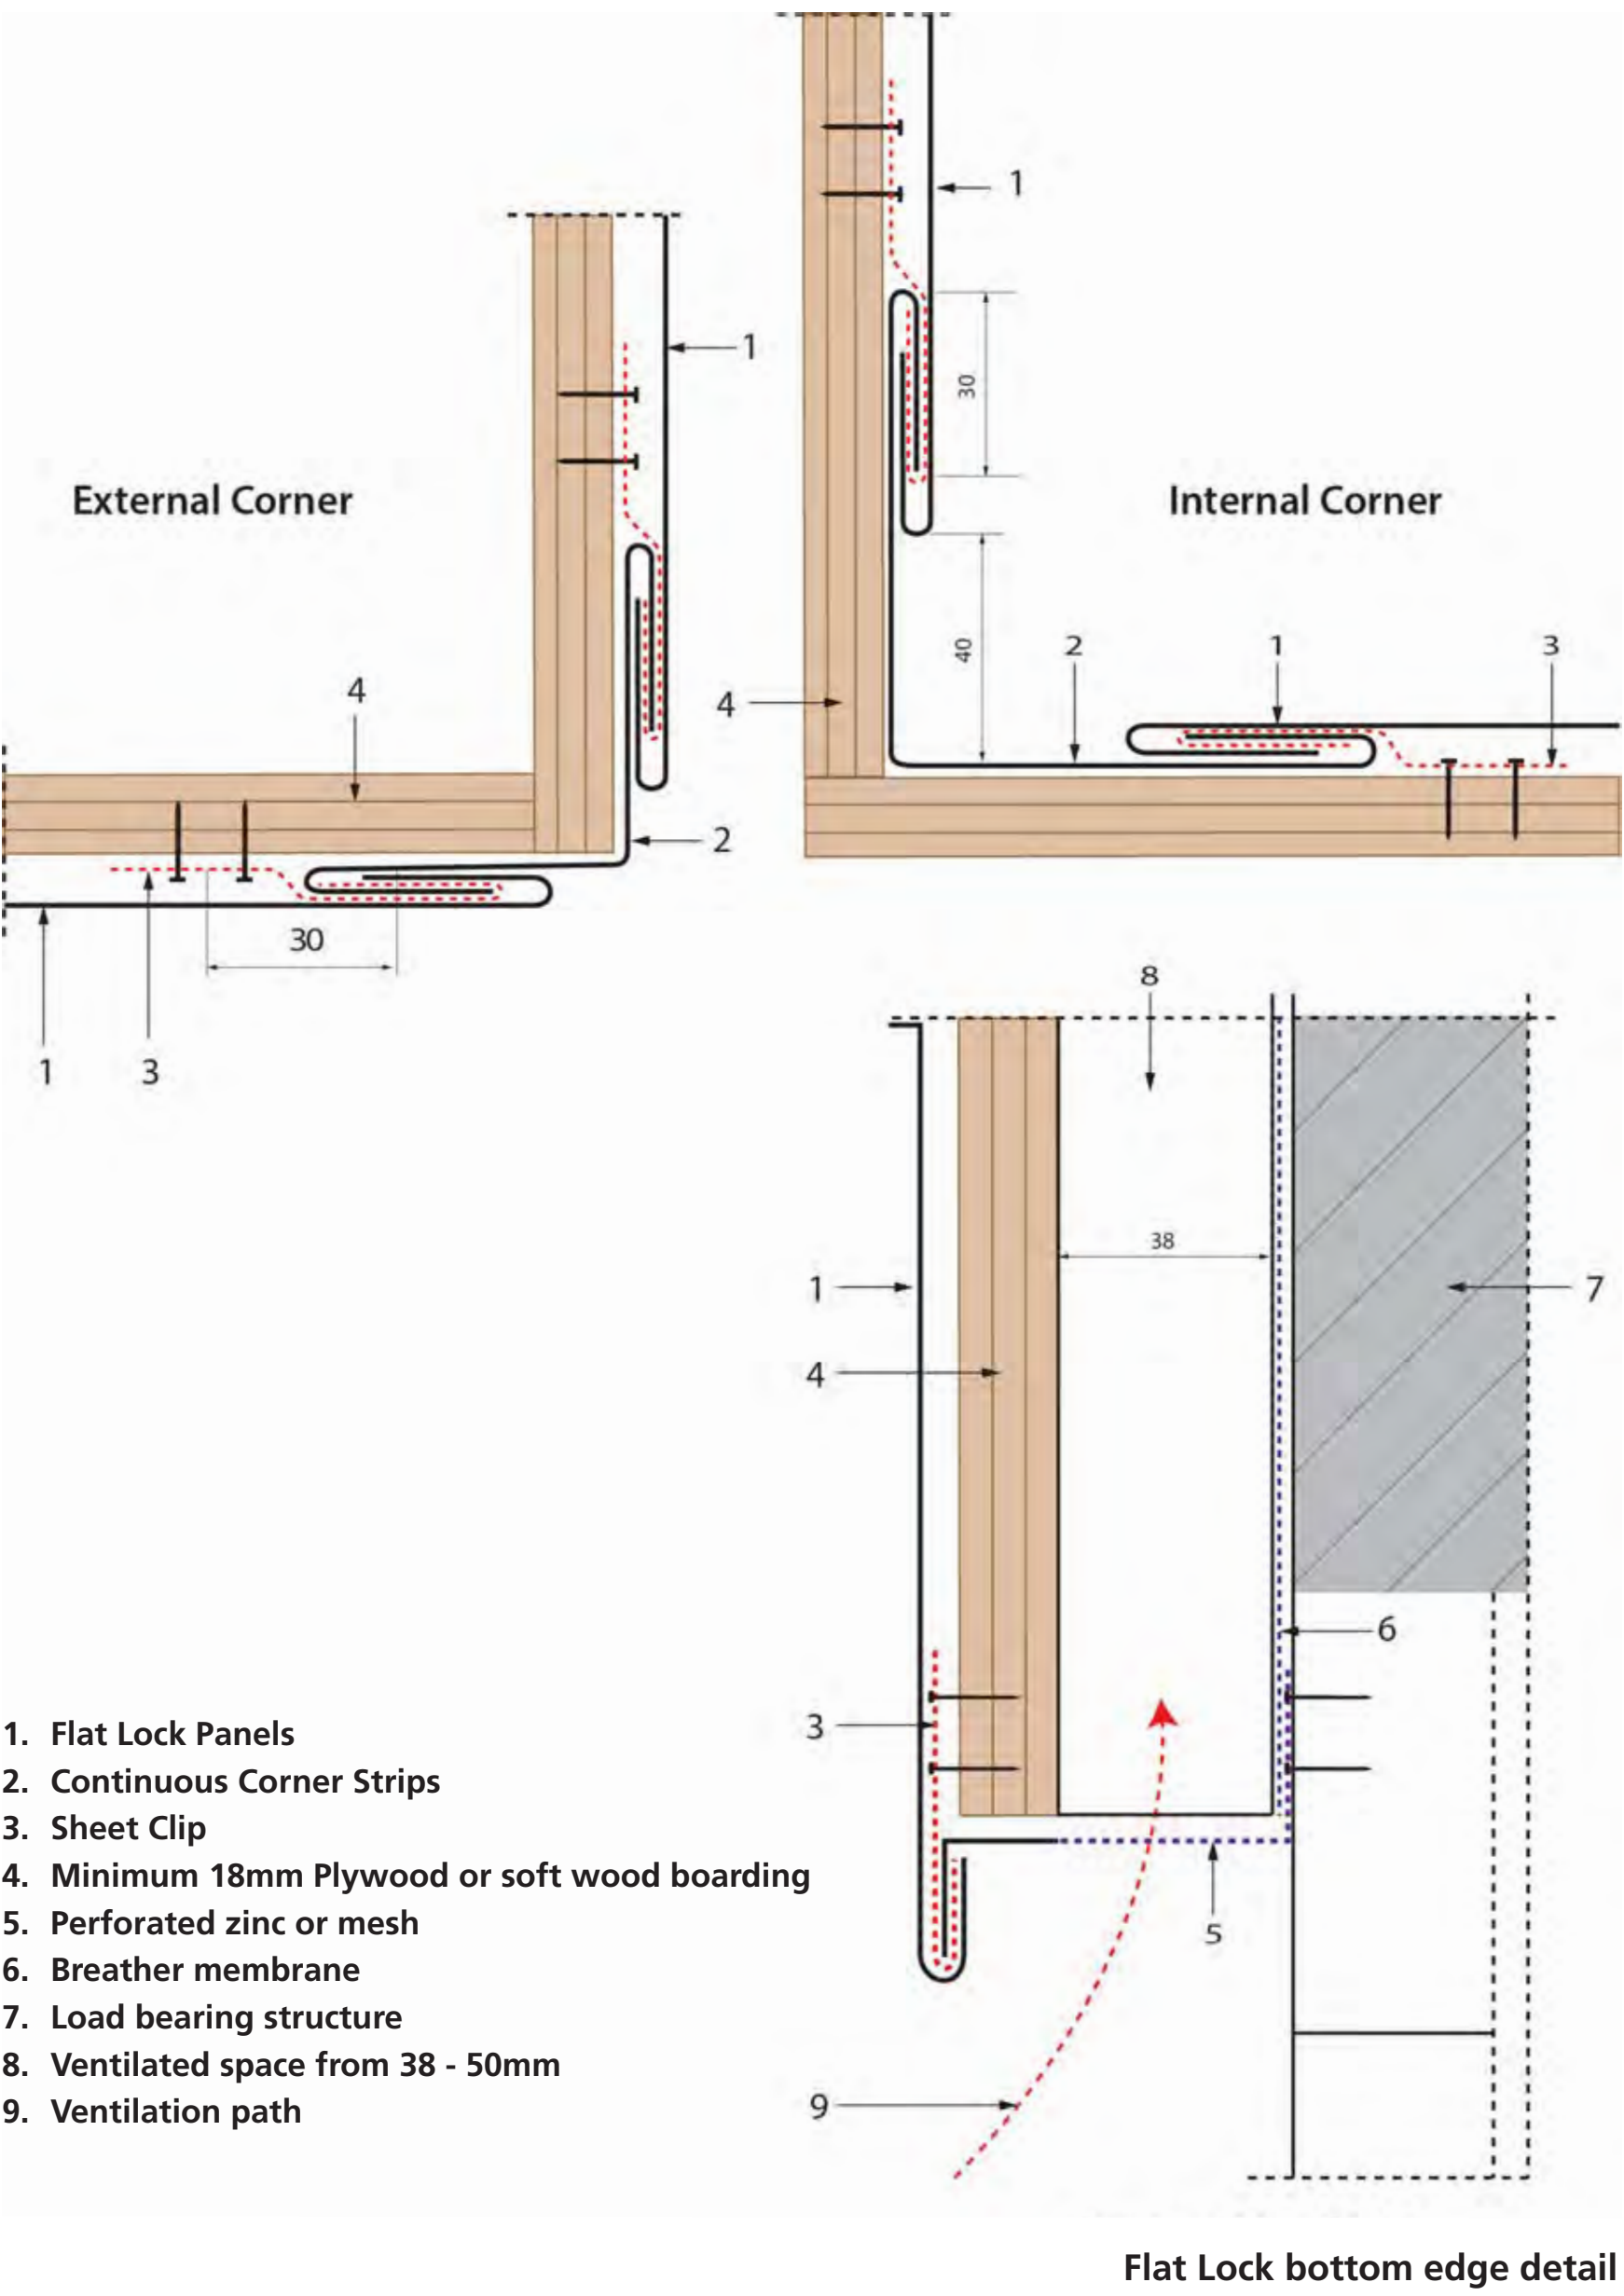 1
30
1
External Corner
Internal Corner
40
2
1
3
4
4
2
30
1
3
8
38
1
7
4
6
3
5
9
1. Flat Lock Panels
2. Continuous Corner Strips
3. Sheet Clip
4. Minimum 18mm Plywood or soft wood boarding
5. Perforated zinc or mesh
6. Breather membrane
7. Load bearing structure
8. Ventilated space from 38 - 50mm
9. Ventilation path
Flat Lock bottom edge detail